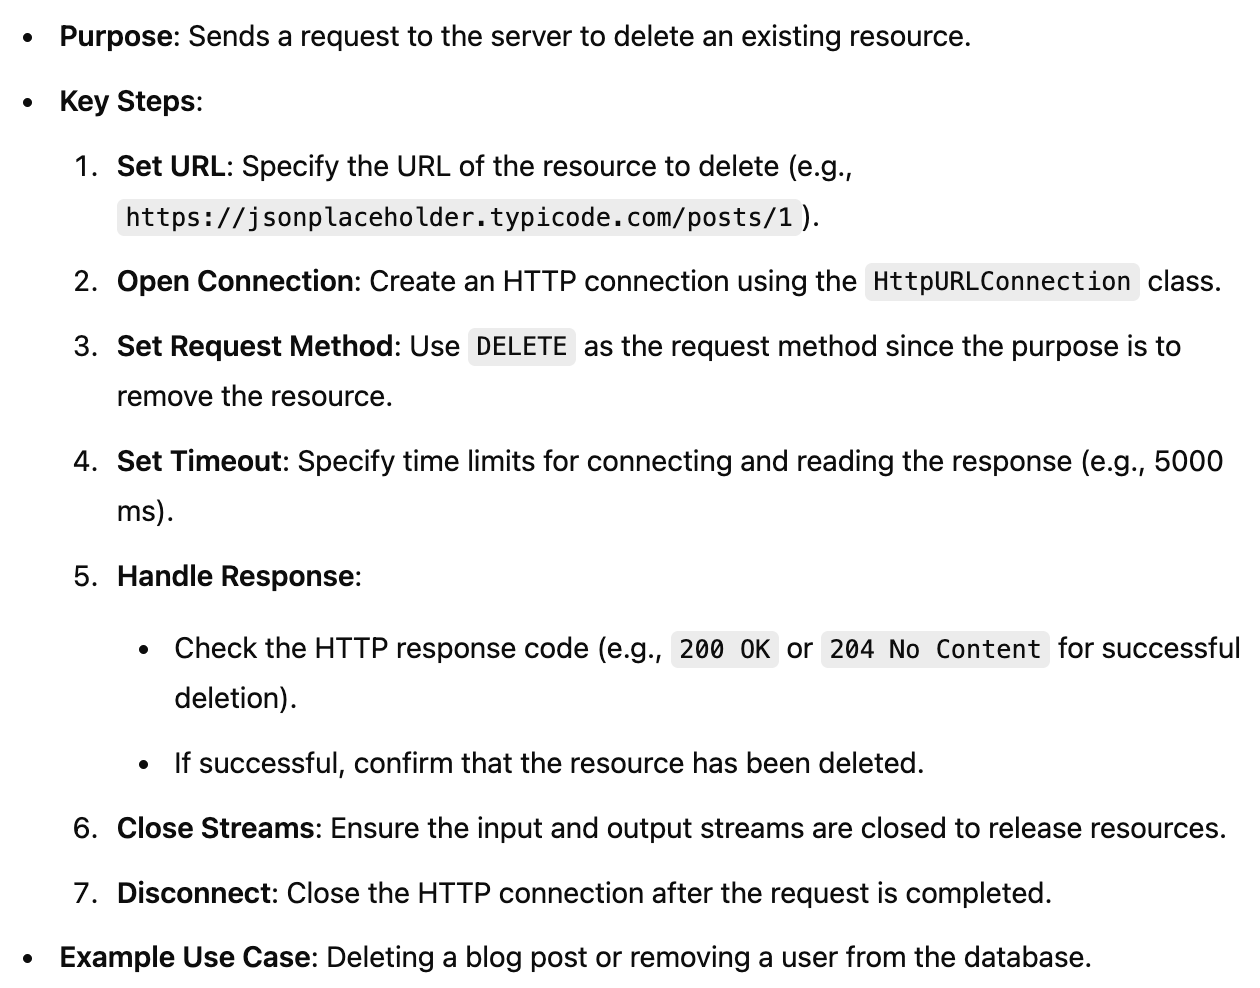 • Purpose: Sends a request to the server to delete an existing resource.
• Key Steps:
1. Set URL: Specify the URL of the resource to delete (e.g.,
https://jsonplaceholder.typicode.com/posts/1).
2. Open Connection: Create an HTTP connection using the HttpURLConnection class.
3. Set Request Method: Use DELETE as the request method since the purpose is to
remove the resource.
4. Set Timeout: Specify time limits for connecting and reading the response (e.g., 5000
ms).
5. Handle Response:
• Check the HTTP response code (e.g., 200 OK or 204 No Content for successful
deletion).
• If successful, confirm that the resource has been deleted.
6. Close Streams: Ensure the input and output streams are closed to release resources.
7. Disconnect: Close the HTTP connection after the request is completed.
• Example Use Case: Deleting a blog post or removing a user from the database.